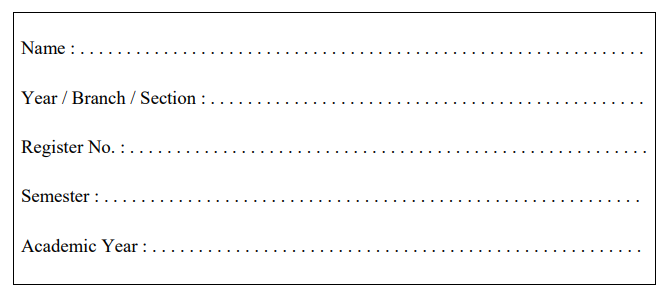 Name : . . . . . . . . . . . . . . . . . . . . . . . . . . . . . . . . . . . . . . . . . . . . . . . . . . . . . . . . . . . . .
Year / Branch / Section : . . . . . . . . . . . . . . . . . . . . . . . . . . . . . . . . . . . . . . . . . . . . . . .
Register No. : . . . . . . . . . . . . . . . . . . . . . . . . . . . . . . . . . . . . . . . . . . . . . . . . . . . . . . . .
Semester : . . . . . . . . . . . . . . . . . . . . . . . . . . . . . . . . . . . . . . . . . . . . . . . . . . . . . . . . . .
Academic Year : . . . . . . . . . . . . . . . . . . . . . . . . . . . . . . . . . . . . . . . . . . . . . . . . . . . . .